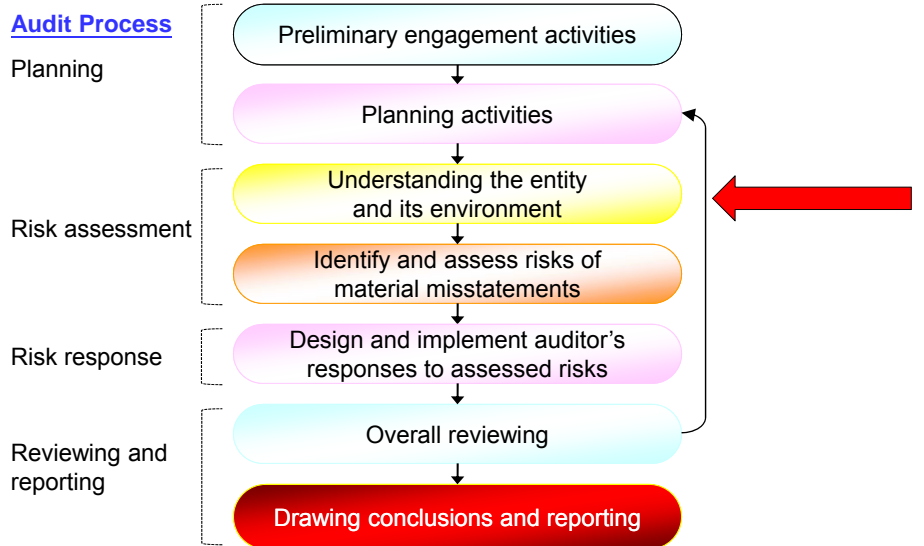 Audit Process
Planning
Preliminary engagement activities
Planning activities
Risk assessment
Understanding the entity
and its environment
Identify and assess risks of
material misstatements
Risk response
Design and implement auditor's
responses to assessed risks
Reviewing and
reporting
Overall reviewing
Drawing conclusions and reporting